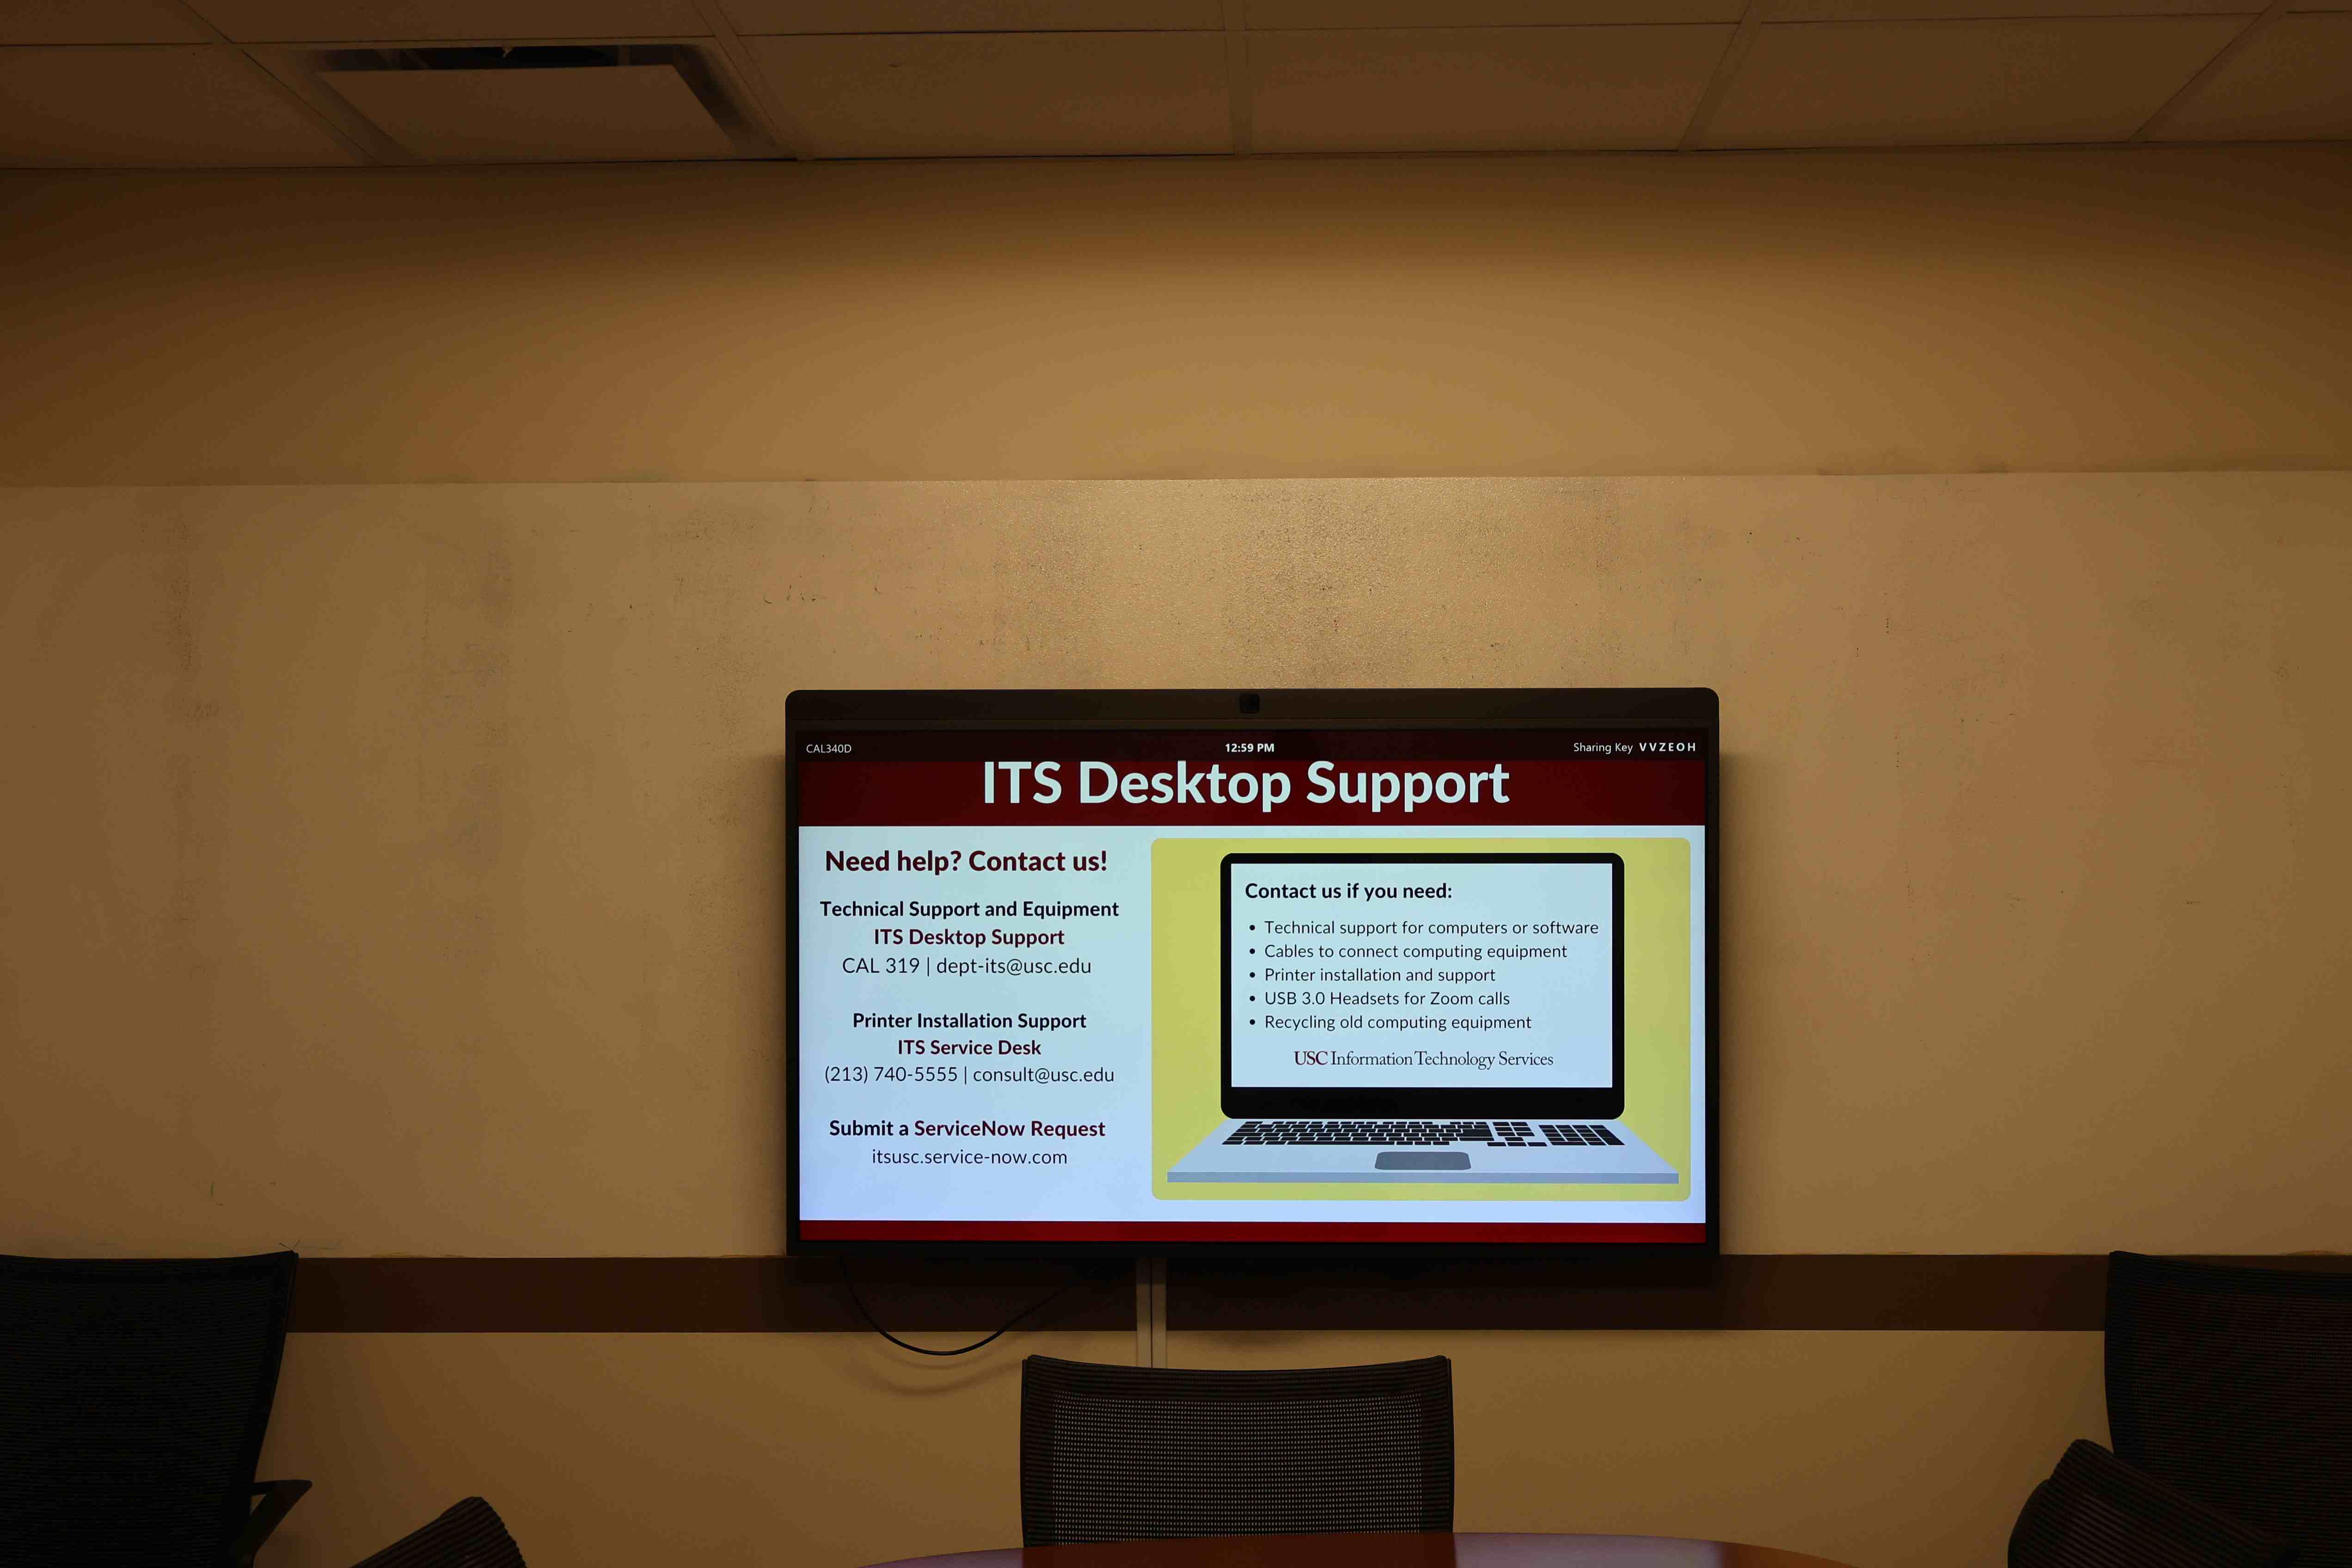 CAL340D
12:59 PM
Sharing Key VVZEOH
ITS Desktop Support
Need help? Contact us!
Technical Support and Equipment
ITS Desktop Support
CAL 319 | dept-its@usc.edu
Printer Installation Support
ITS Service Desk
(213) 740-5555 | consult@usc.edu
Submit a ServiceNow Request
itsusc.service-now.com
Contact us if you need:
• Technical support for computers or software
• Cables to connect computing equipment
• Printer installation and support
• USB 3.0 Headsets for Zoom calls
• Recycling old computing equipment
USC Information Technology Services